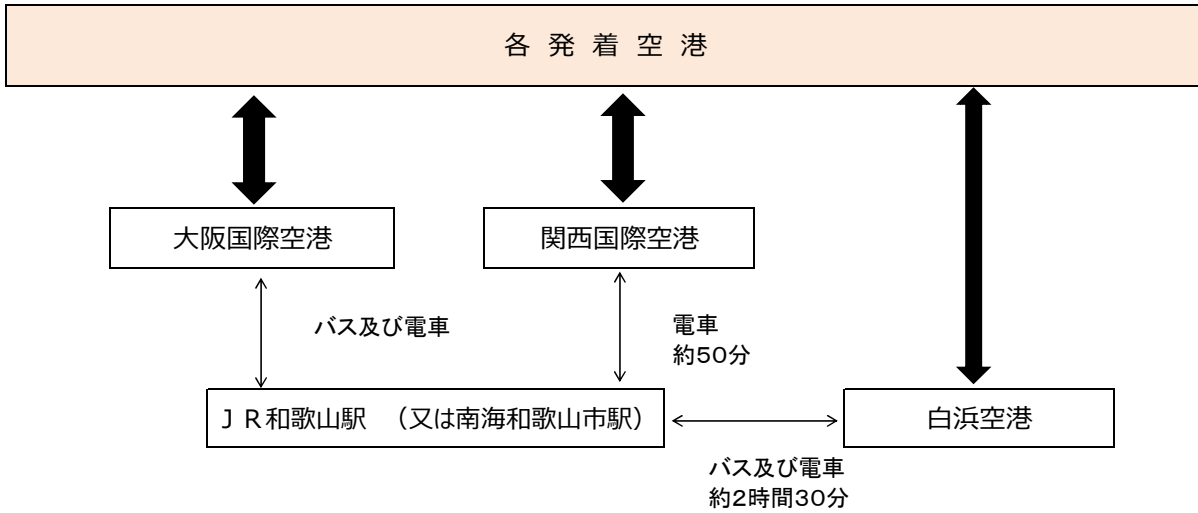 各 発 着 空 港
大阪国際空港
関西国際空港
バス及び電車
電車
約50分
ＪＲ和歌山駅 （又は南海和歌山市駅）
白浜空港
バス及び電車
約2時間30分